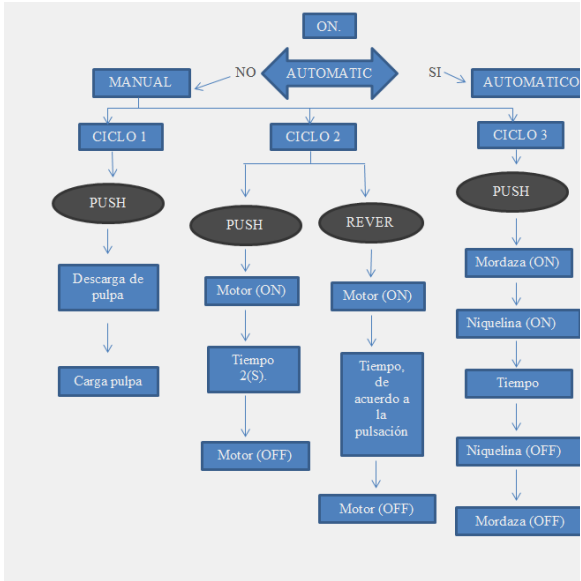 ON.
NO
AUTOMATIC
SI
MANUAL
AUTOMATICO
CICLO 1
CICLO 2
CICLO 3
PUSH
PUSH
REVER
PUSH
Descarga de
pulpa
Carga pulpa
Motor (ON)
Tiempo
2(S).
Motor (OFF)
Motor (ON)
Tiempo,
de
acuerdo a
la
pulsación
Motor (OFF)
Mordaza (ON)
Niquelina (ON)
Tiempo
Niquelina (OFF)
Mordaza (OFF)